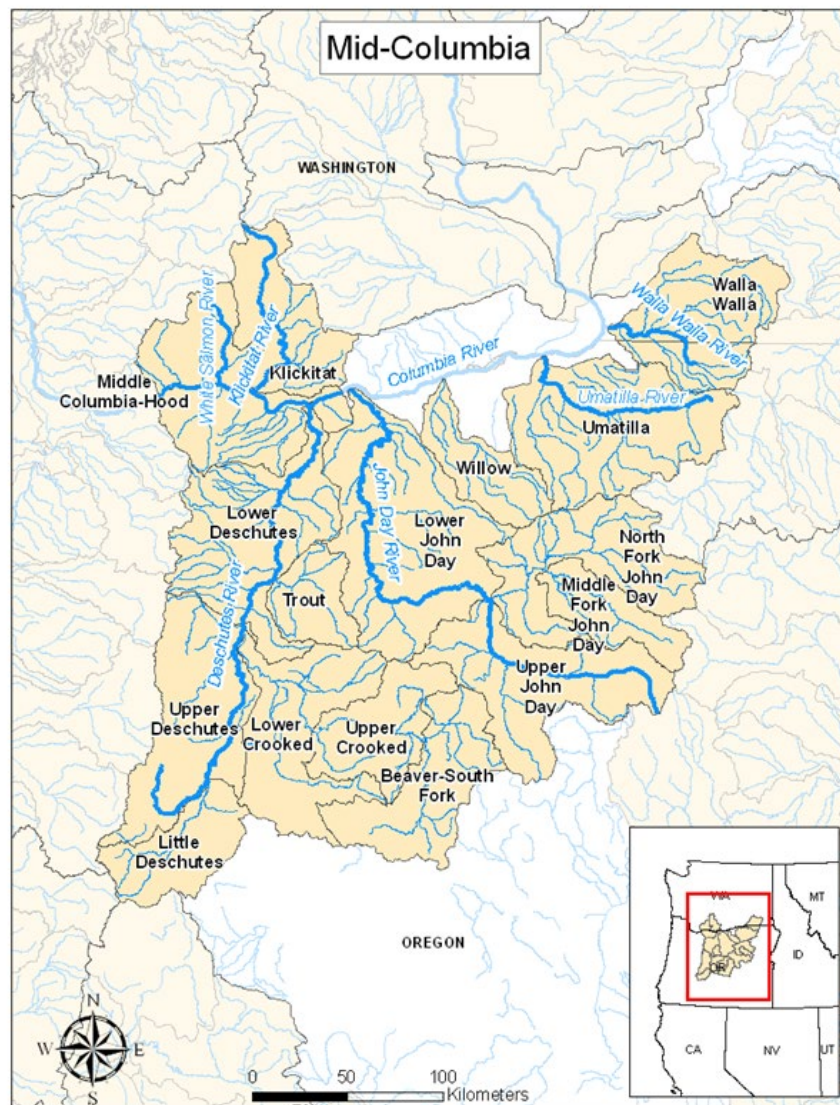 Mid-Columbia
WASHINGTON
Walla
Walla
Walla Walla River
White Salmon River
Klickitat River
Klickitat
Columbia River
Middle
Columbia-Hood
Umatilla River
Umatilla
Willow
Lower
Deschutes
John Day River
Lower
John
Day
North
Fork
John
Day
Middle
Fork
John
Day
Trout
Deschutes River
Upper
Deschutes
Lower
Crooked
Upper
Crooked
Upper
John
Day
Beaver-South
Fork
Little
Deschutes
OREGON
WA
MT
OR
ID
CA
NV
UT
N
W
E
S
0
50
100
Kilometers